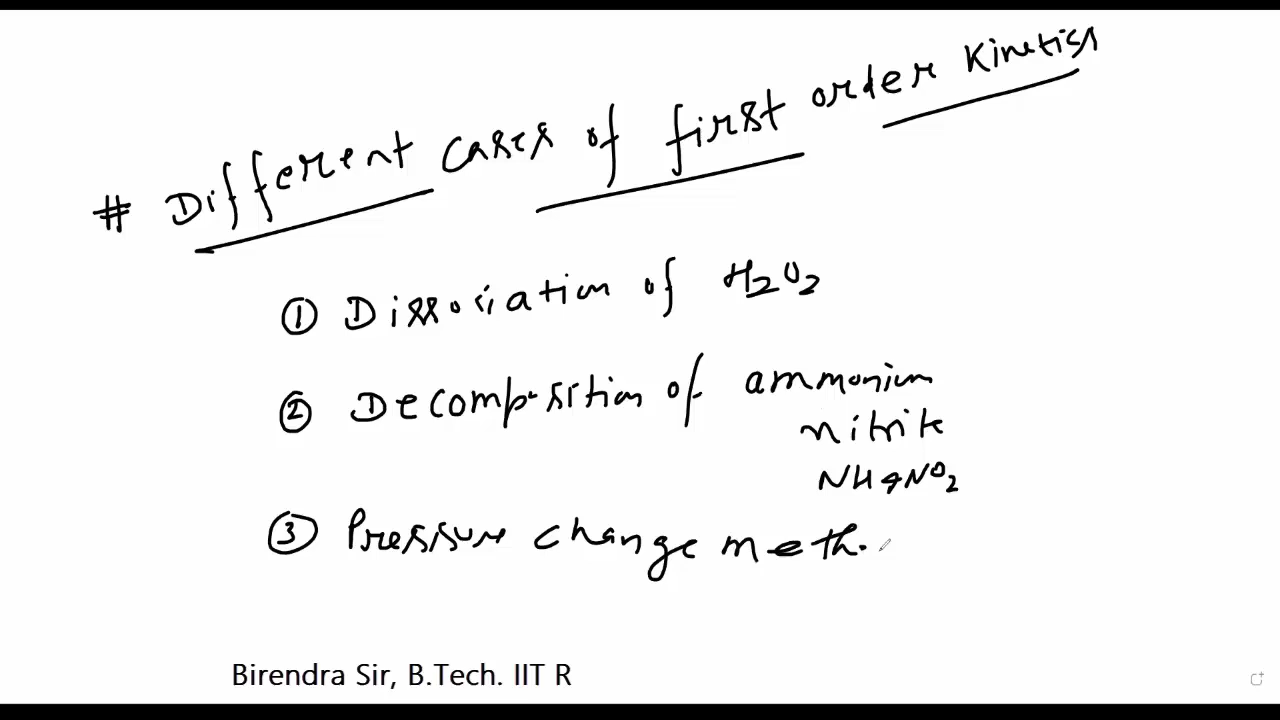 # Different cases of first order Kinetics
① Dissociation of H2O2
② Decomposition of ammonium
nitrite
NH4NO2
③ Pressure change meth.
Birendra Sir, B.Tech. IIT R